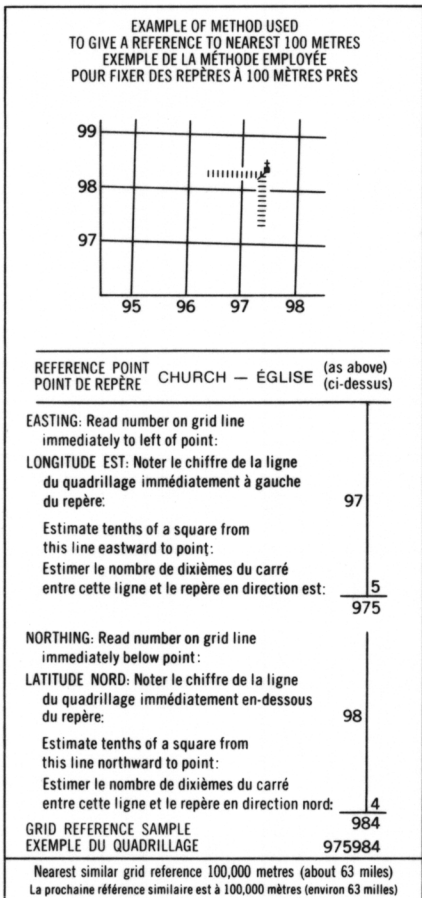 EXAMPLE OF METHOD USED
TO GIVE A REFERENCE TO NEAREST 100 METRES
EXEMPLE DE LA MÉTHODE EMPLOYÉE
POUR FIXER DES REPÈRES À 100 MÈTRES PRÈS
99
98
97
95 96 97 98
REFERENCE POINT
POINT DE REPÈRE CHURCH — ÉGLISE (as above)
(ci-dessus)
EASTING: Read number on grid line
immediately to left of point:
LONGITUDE EST: Noter le chiffre de la ligne
du quadrillage immédiatement à gauche
du repère: 97
Estimate tenths of a square from
this line eastward to point:
Estimer le nombre de dixièmes du carré
entre cette ligne et le repère en direction est: 5
975
NORTHING: Read number on grid line
immediately below point:
LATITUDE NORD: Noter le chiffre de la ligne
du quadrillage immédiatement en-dessous
du repère: 98
Estimate tenths of a square from
this line northward to point:
Estimer le nombre de dixièmes du carré
entre cette ligne et le repère en direction nord: 4
984
GRID REFERENCE SAMPLE
EXEMPLE DU QUADRILLAGE 975984
Nearest similar grid reference 100,000 metres (about 63 miles)
La prochaine référence similaire est à 100,000 mètres (environ 63 milles)